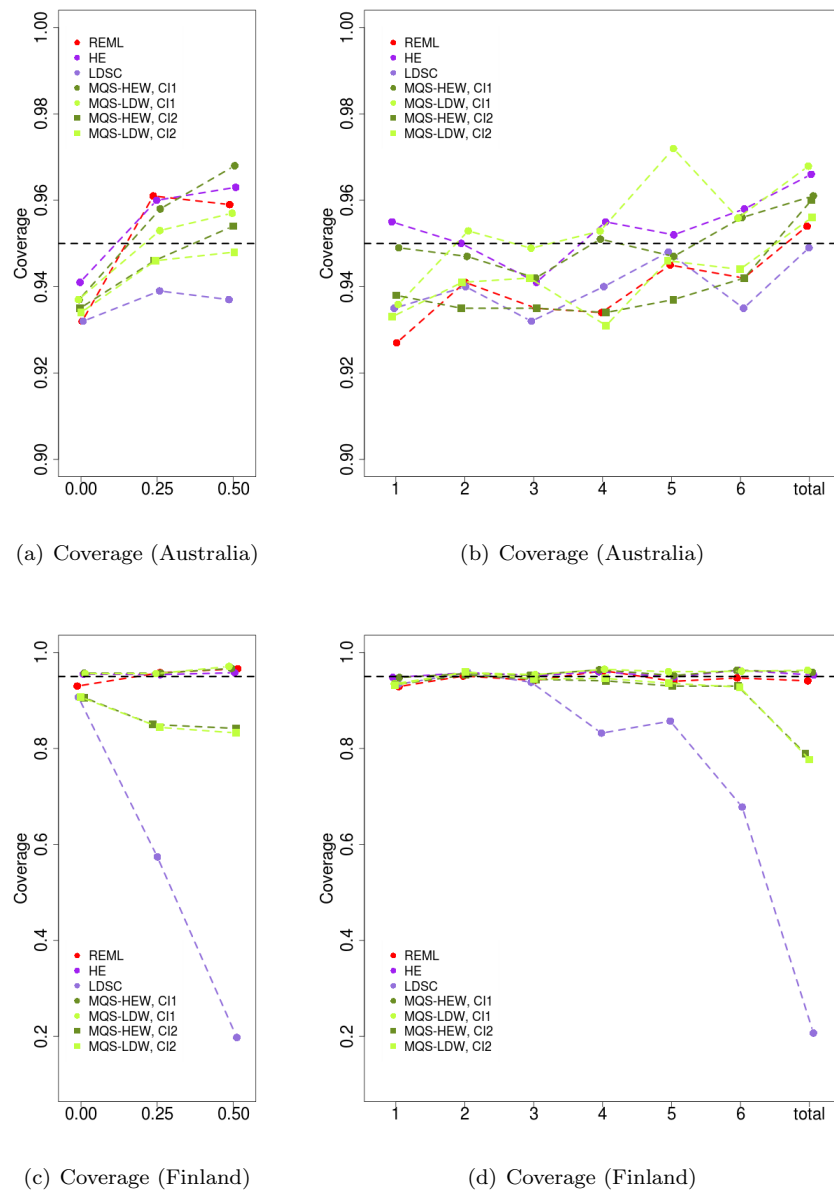 1.00
0.98
0.96
0.94
0.92
0.90
Coverage
REML
HE
LDSC
MQS-HEW, CI1
MQS-LDW, CI1
MQS-HEW, CI2
MQS-LDW, CI2
0.00 0.25 0.50
(a) Coverage (Australia)
1.00
0.98
0.96
0.94
0.92
0.90
Coverage
REML
HE
LDSC
MQS-HEW, CI1
MQS-LDW, CI1
MQS-HEW, CI2
MQS-LDW, CI2
1 2 3 4 5 6 total
(b) Coverage (Australia)
1.0
0.8
0.6
0.4
0.2
Coverage
REML
HE
LDSC
MQS-HEW, CI1
MQS-LDW, CI1
MQS-HEW, CI2
MQS-LDW, CI2
0.00 0.25 0.50
(c) Coverage (Finland)
1.0
0.8
0.6
0.4
0.2
Coverage
REML
HE
LDSC
MQS-HEW, CI1
MQS-LDW, CI1
MQS-HEW, CI2
MQS-LDW, CI2
1 2 3 4 5 6 total
(d) Coverage (Finland)